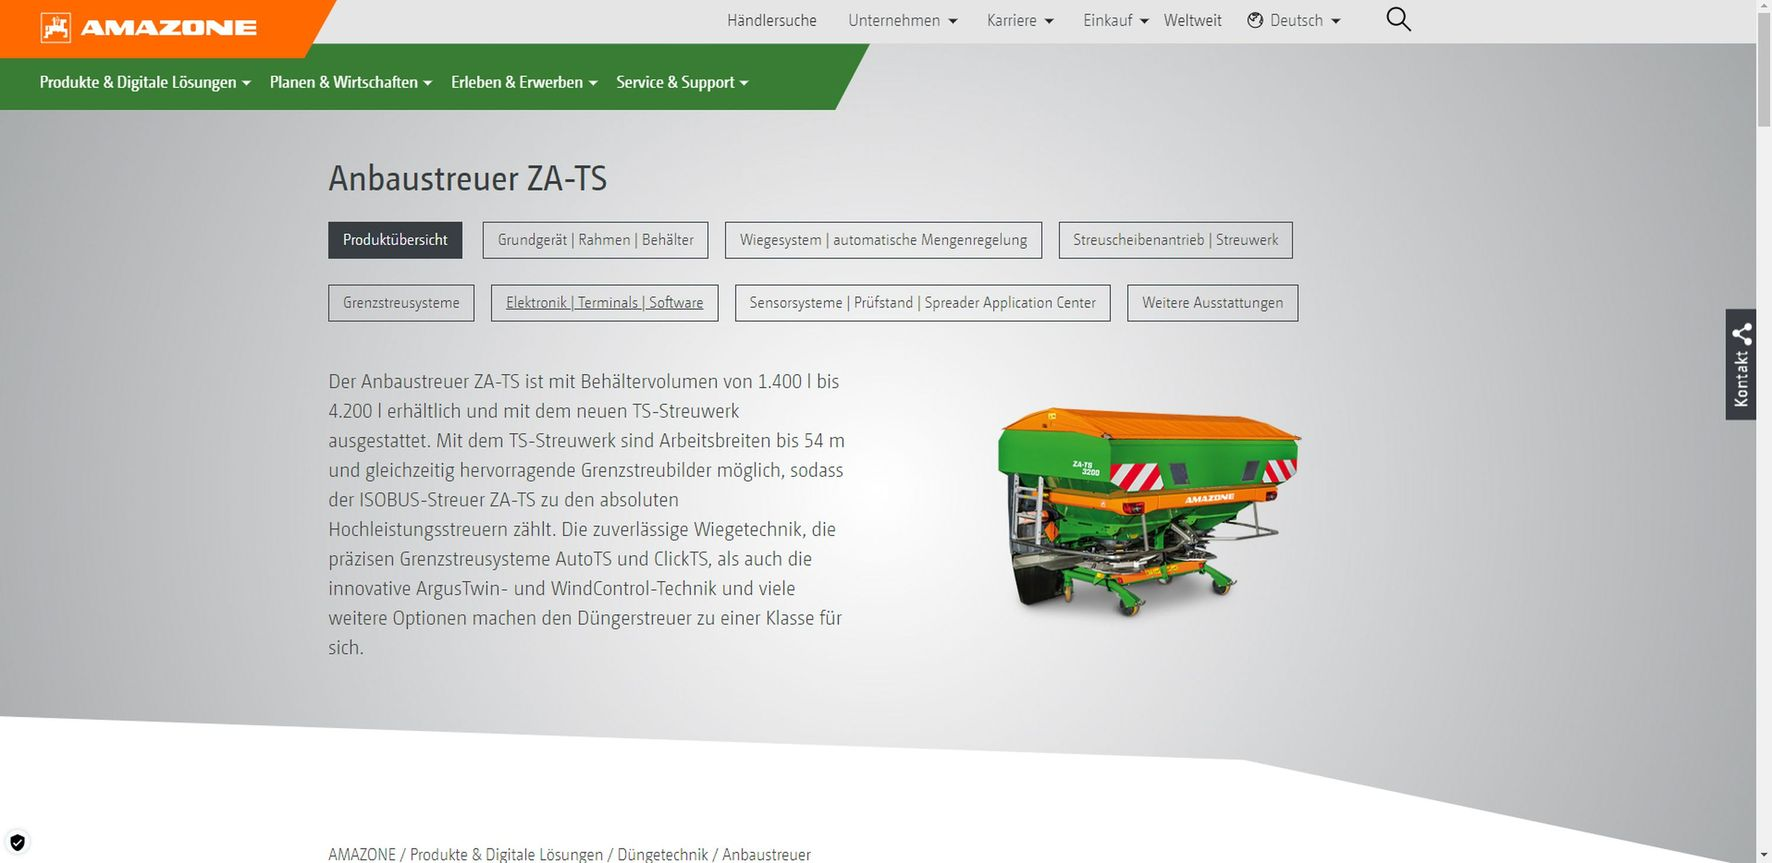 AMAZONE
Händlersuche Unternehmen Karriere Einkauf Weltweit Deutsch
Produkte & Digitale Lösungen Planen & Wirtschaften Erleben & Erwerben Service & Support
Anbaustreuer ZA-TS
Produktübersicht Grundgerät | Rahmen | Behälter Wiegesystem | automatische Mengenregelung Streuscheibenantrieb | Streuwerk
Grenzstreusysteme Elektronik | Terminals | Software Sensorsysteme | Prüfstand | Spreader Application Center Weitere Ausstattungen
Kontakt
Der Anbaustreuer ZA-TS ist mit Behältervolumen von 1.400 l bis
4.200 l erhältlich und mit dem neuen TS-Streuwerk
ausgestattet. Mit dem TS-Streuwerk sind Arbeitsbreiten bis 54 m
und gleichzeitig hervorragende Grenzstreubilder möglich, sodass
der ISOBUS-Streuer ZA-TS zu den absoluten
Hochleistungsstreuern zählt. Die zuverlässige Wiegetechnik, die
präzisen Grenzstreusysteme AutoTS und ClickTS, als auch die
innovative ArgusTwin- und WindControl-Technik und viele
weitere Optionen machen den Düngerstreuer zu einer Klasse für
sich.
ZA-TS
3200
AMAZONE
AMAZONE / Produkte & Digitale Lösungen / Düngetechnik / Anbaustreuer